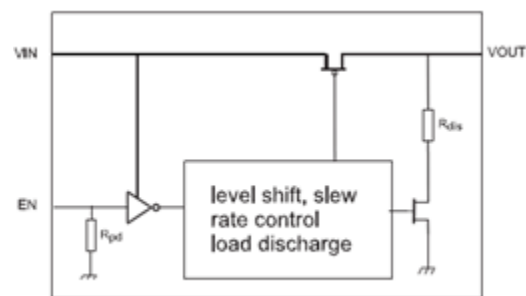 VIN
VOUT
Rdis
EN
level shift, slew
rate control
load discharge
Rpd